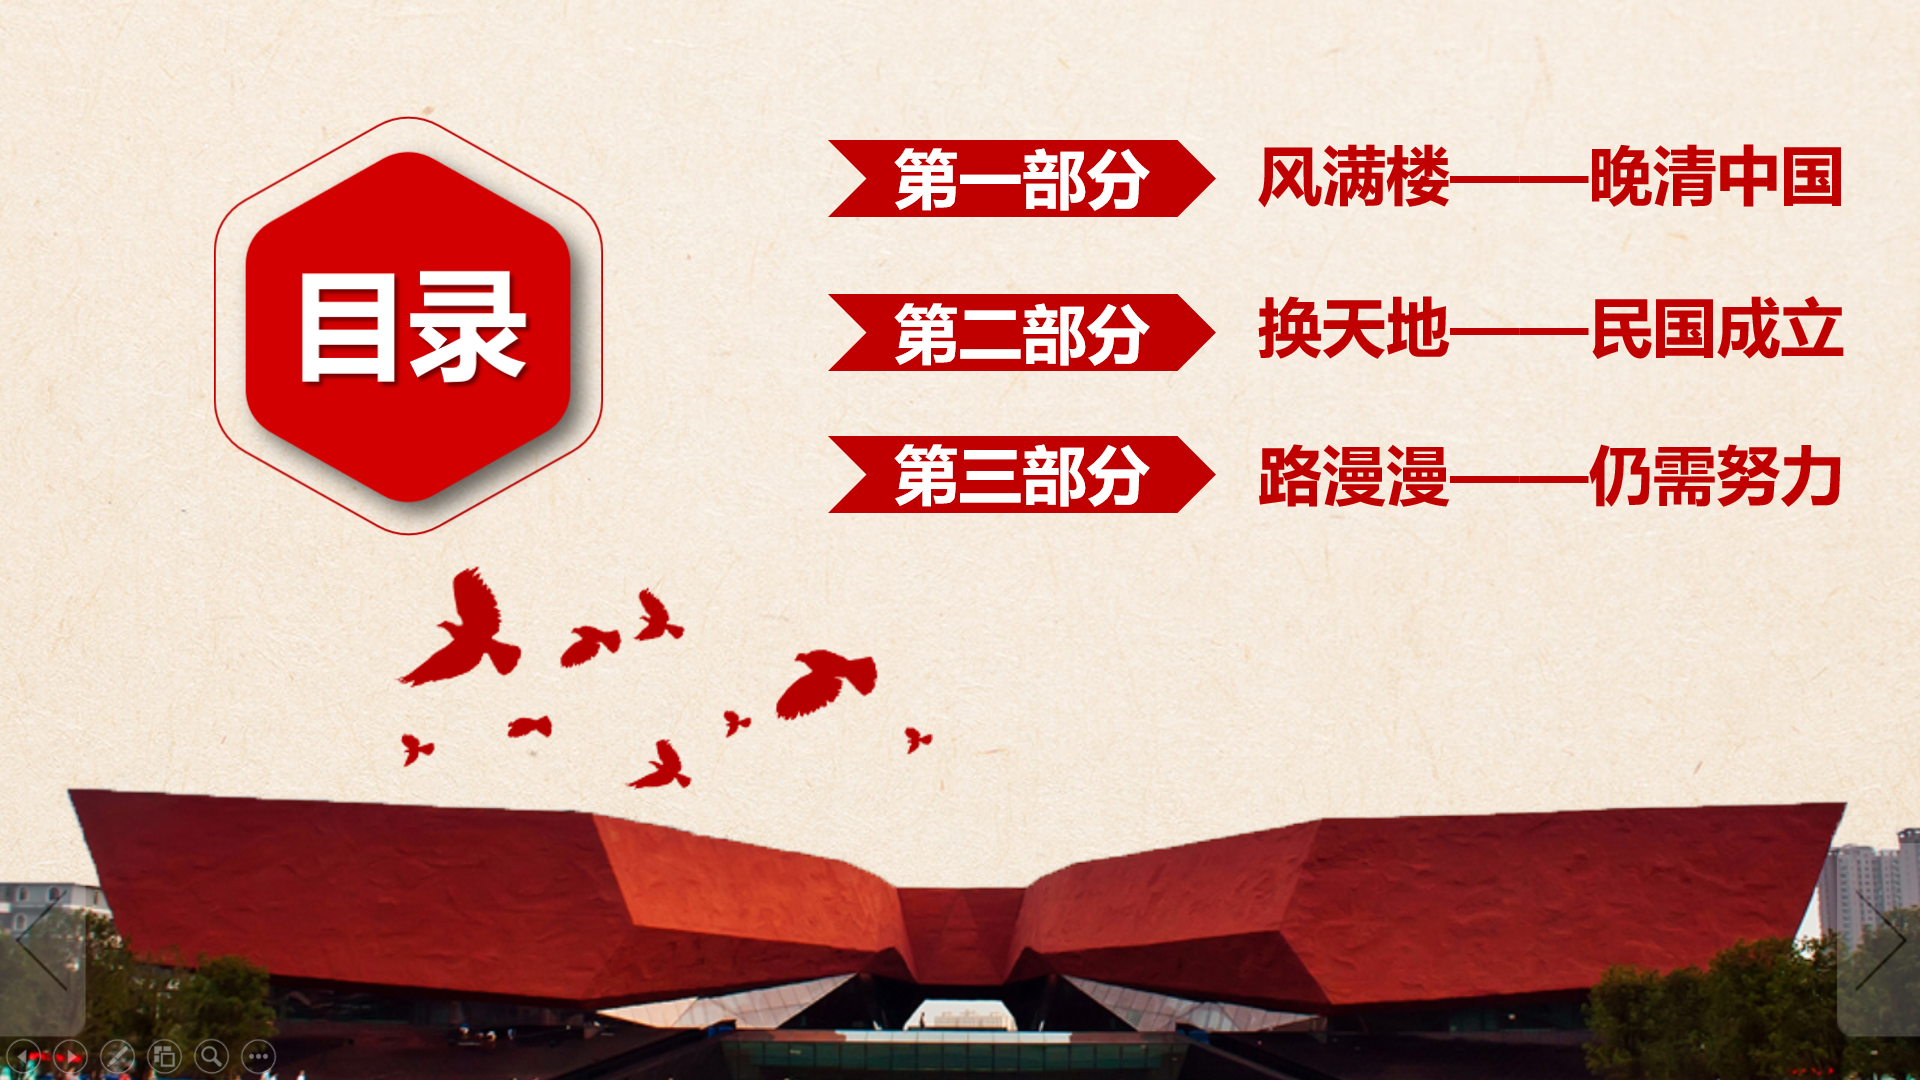 目录
第一部分 风满楼——晚清中国
第二部分 换天地——民国成立
第三部分 路漫漫——仍需努力